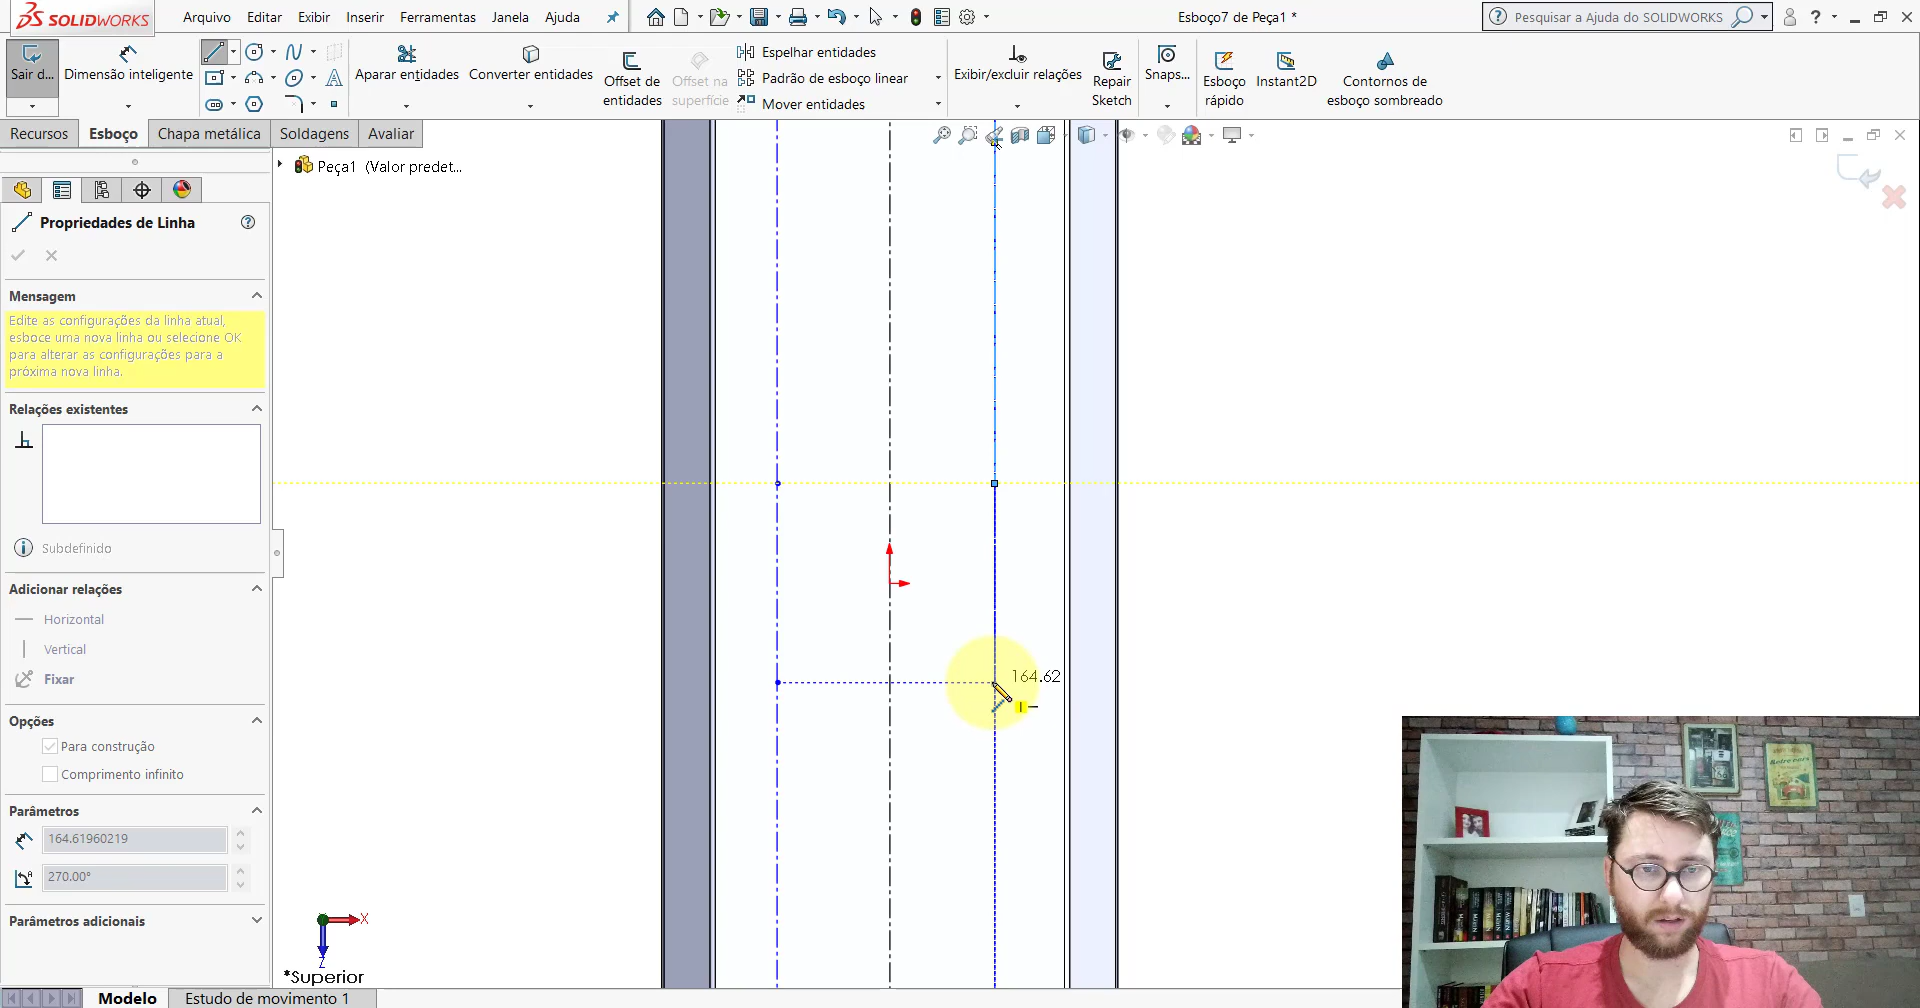 SOLIDWORKS
Arquivo
Editar
Exibir
Inserir
Ferramentas
Janela
Ajuda
Esboço7 de Peça1 *
Pesquisar a Ajuda do SOLIDWORKS
Sair d...
Dimensão inteligente
Aparar entidades
Converter entidades
Offset de
entidades
Offset na
superfície
Espelhar entidades
Padrão de esboço linear
Mover entidades
Exibir/excluir relações
Repair
Sketch
Snaps...
Esboço
rápido
Instant2D
Contornos de
esboço sombreado
Recursos
Esboço
Chapa metálica
Soldagens
Avaliar
Peça1 (Valor predet...
Propriedades de Linha
Mensagem
Edite as configurações da linha atual,
esboce uma nova linha ou selecione OK
para alterar as configurações para a
próxima nova linha.
Relações existentes
Subdefinido
Adicionar relações
Horizontal
Vertical
Fixar
Opções
Para construção
Comprimento infinito
Parâmetros
164.61960219
270.00°
Parâmetros adicionais
164.62
X
Z
*Superior
Modelo
Estudo de movimento 1